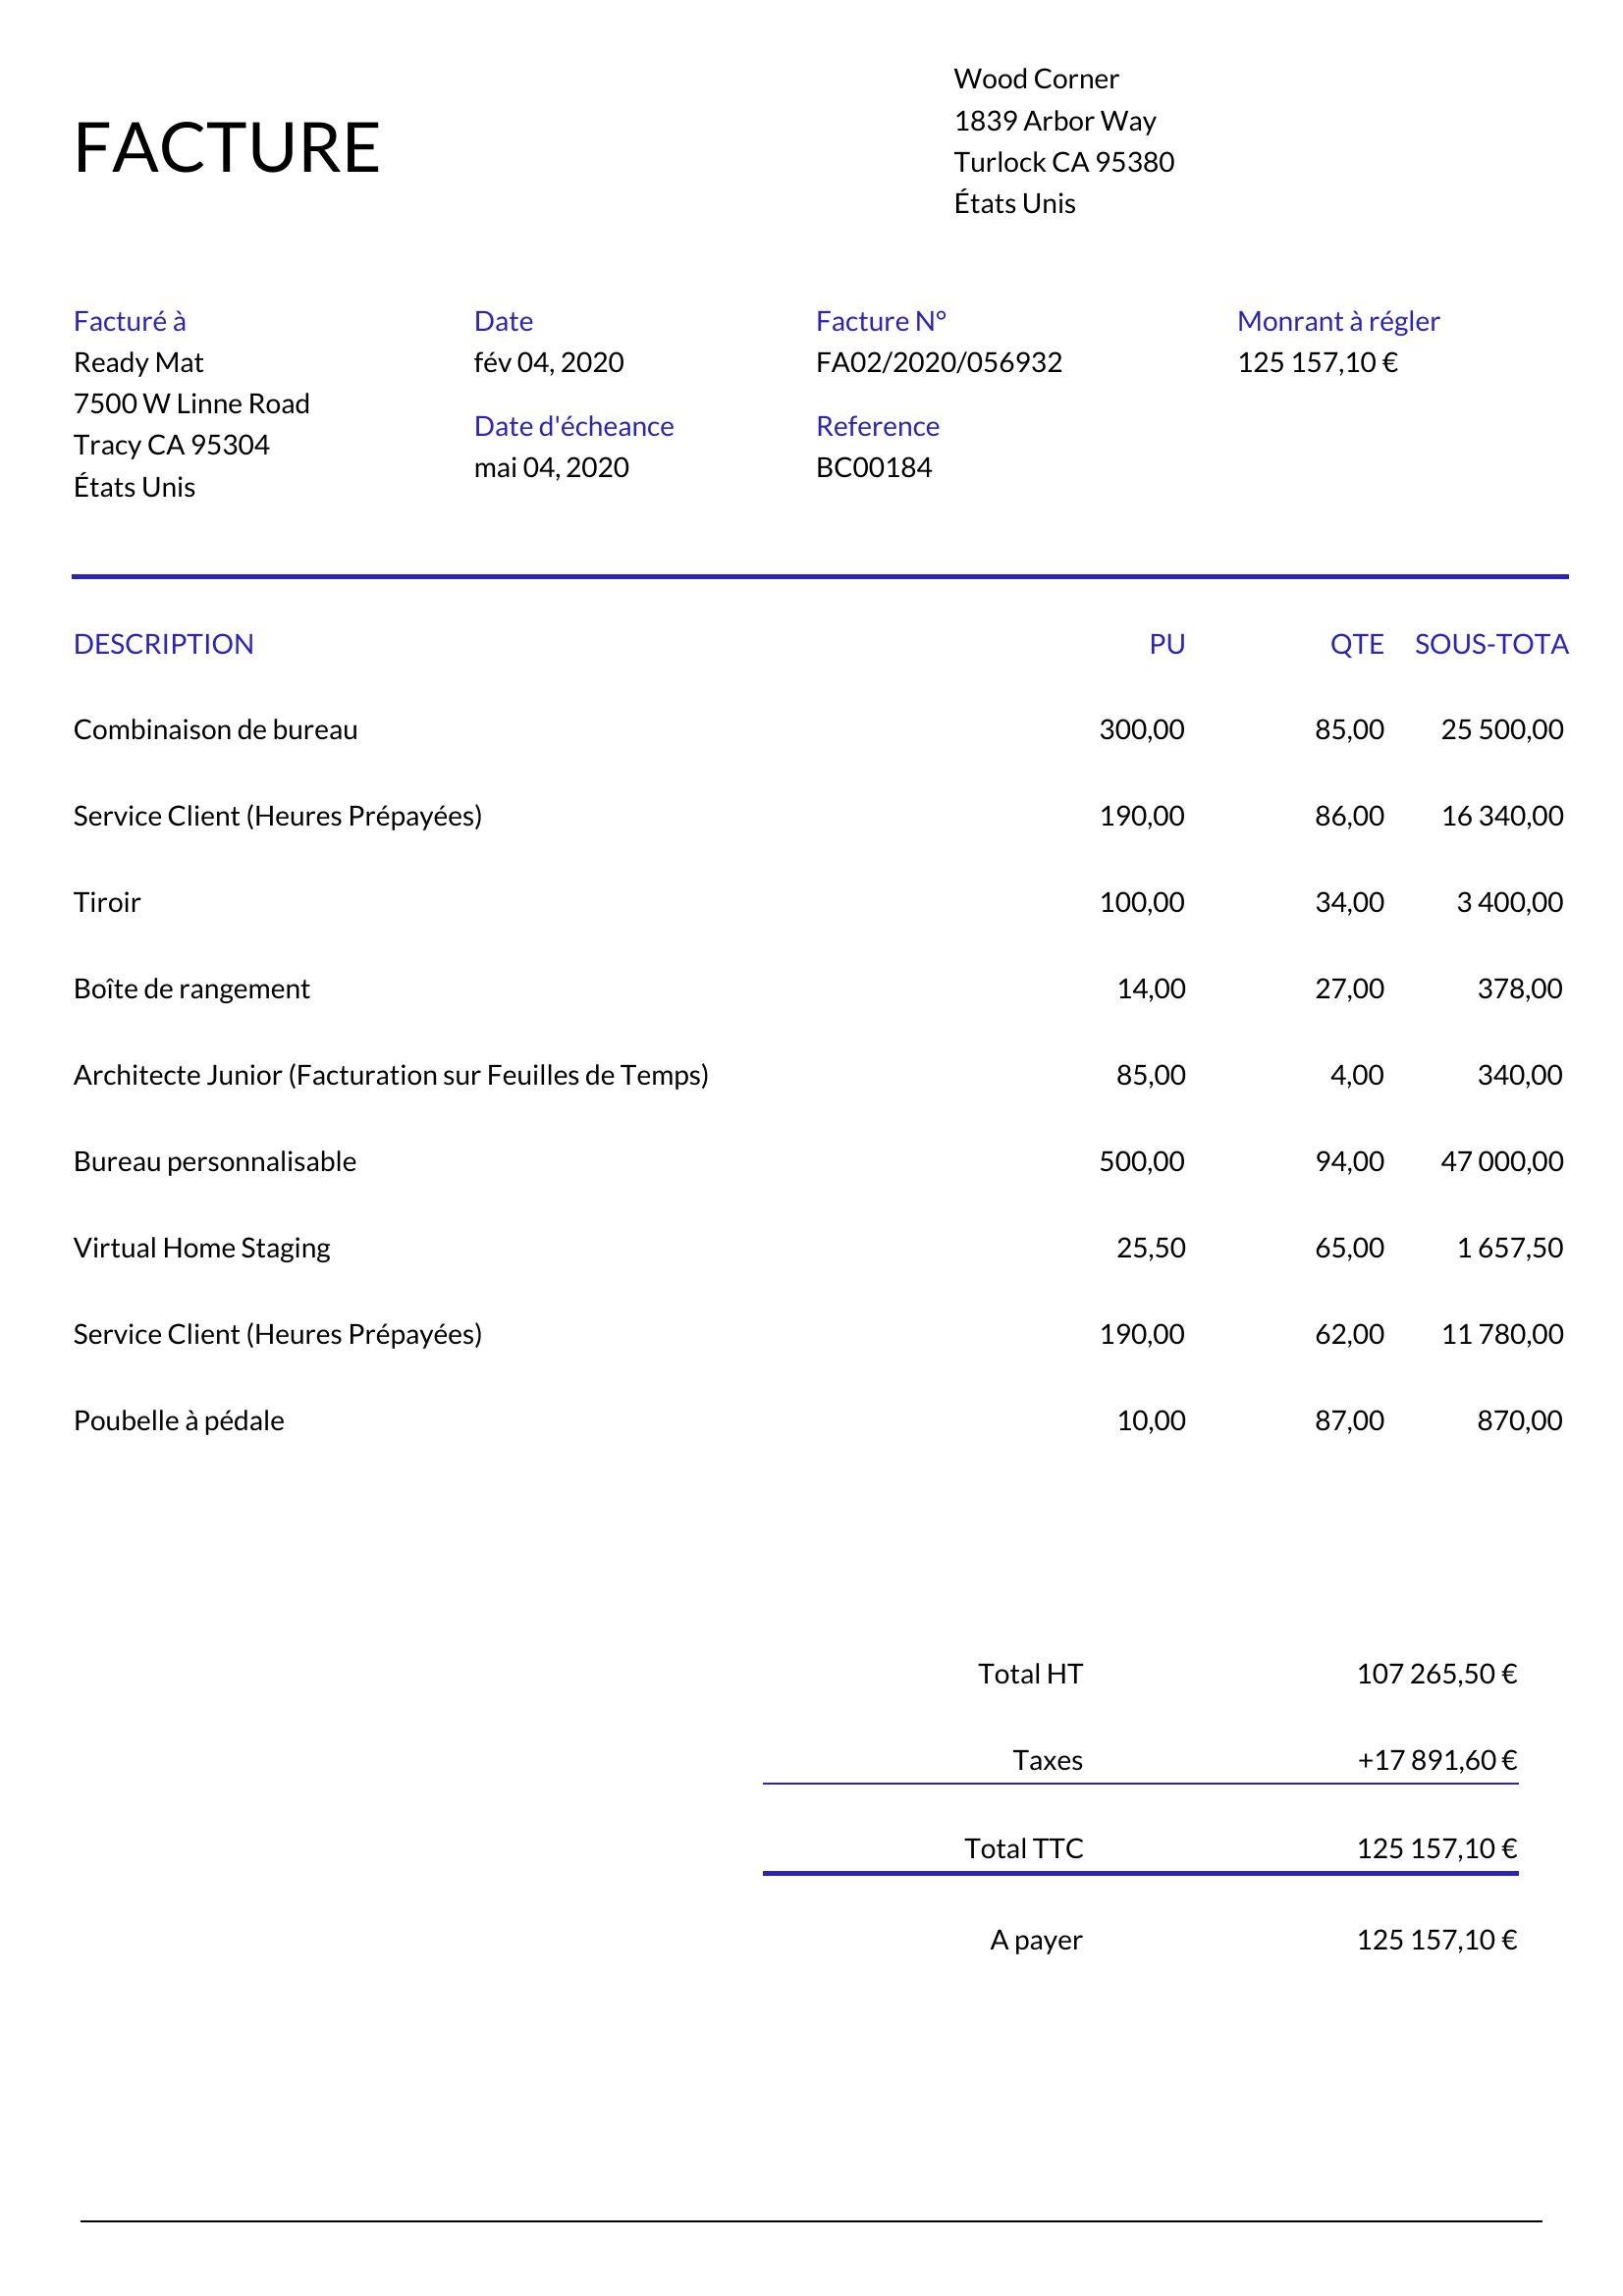 Wood Corner
1839 Arbor Way
Turlock CA 95380
États Unis
FACTURE
Facturé à
Ready Mat
7500 W Linne Road
Tracy CA 95304
États Unis
Date
fév 04, 2020
Date d'écheance
mai 04, 2020
Facture N°
FA02/2020/056932
Reference
BC00184
Monrant à régler
125 157,10 €
DESCRIPTION PU QTE SOUS-TOTA
Combinaison de bureau 300,00 85,00 25 500,00
Service Client (Heures Prépayées) 190,00 86,00 16 340,00
Tiroir 100,00 34,00 3 400,00
Boîte de rangement 14,00 27,00 378,00
Architecte Junior (Facturation sur Feuilles de Temps) 85,00 4,00 340,00
Bureau personnalisable 500,00 94,00 47 000,00
Virtual Home Staging 25,50 65,00 1 657,50
Service Client (Heures Prépayées) 190,00 62,00 11 780,00
Poubelle à pédale 10,00 87,00 870,00
Total HT 107 265,50 €
Taxes +17 891,60 €
Total TTC 125 157,10 €
A payer 125 157,10 €